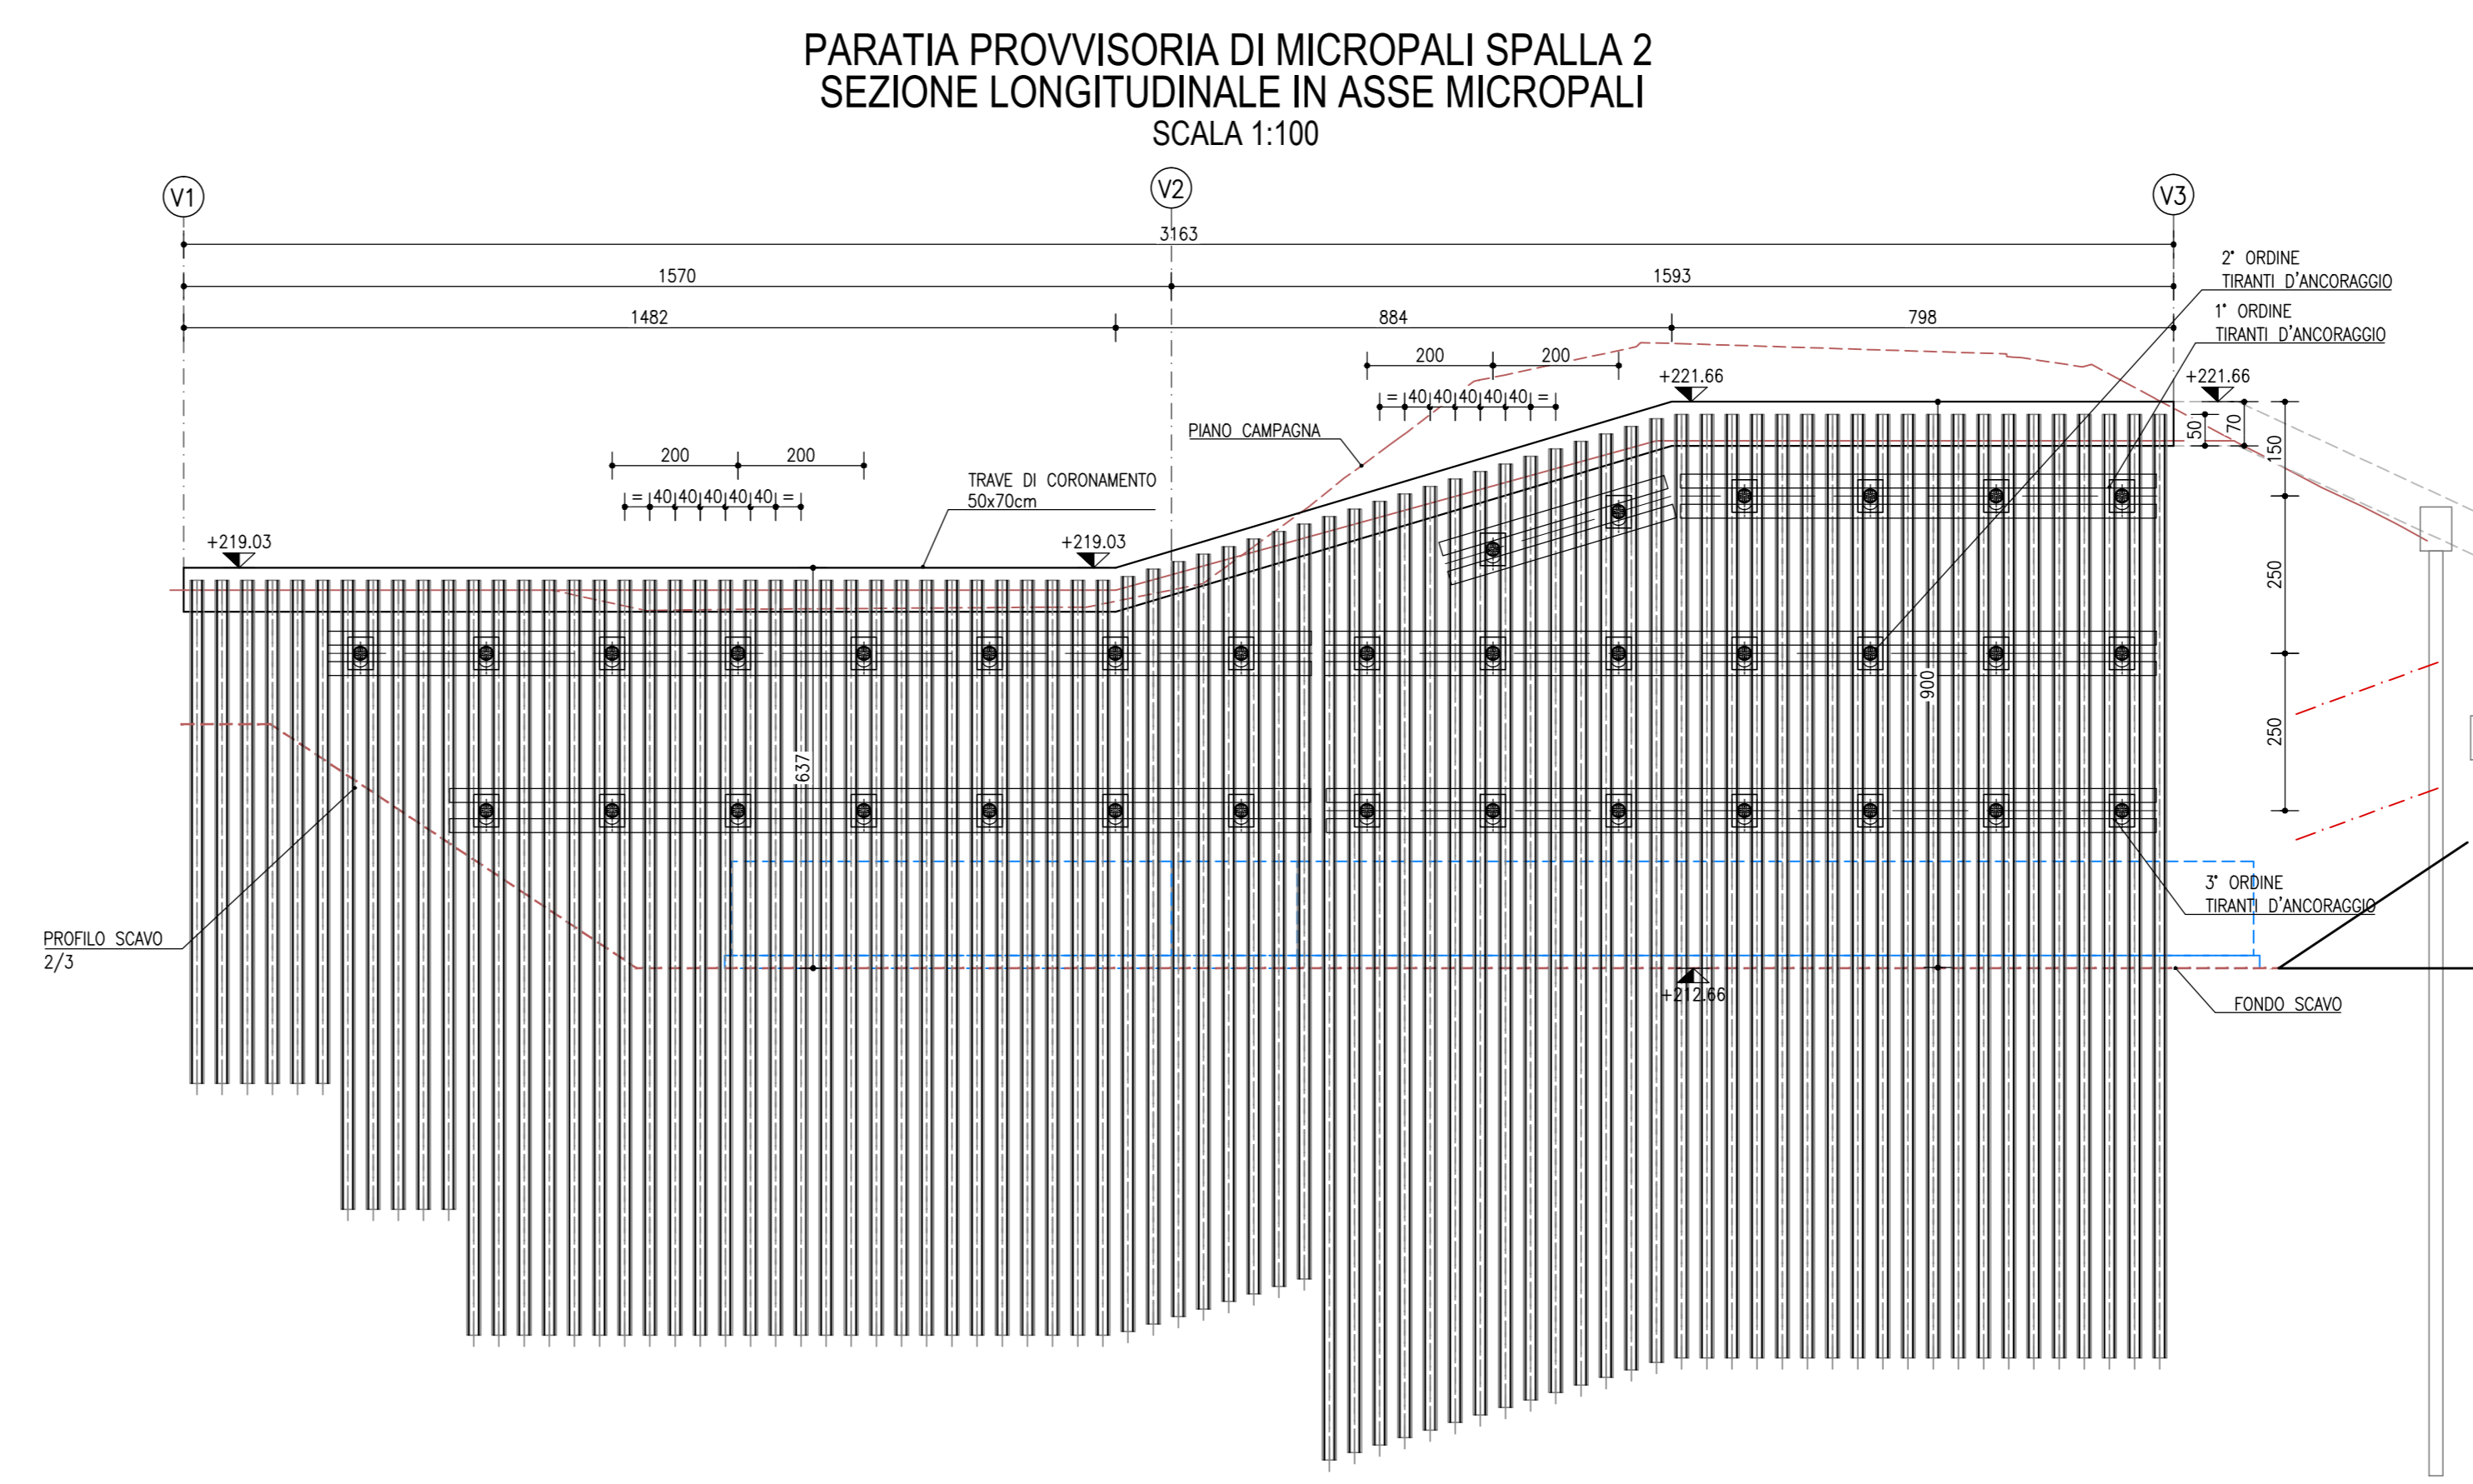 PARATIA PROVVISORIA DI MICROPALI SPALLA 2
SEZIONE LONGITUDINALE IN ASSE MICROPALI
SCALA 1:100
V1
V2
V3
3163
1570
1593
1482
884
798
2° ORDINE
TIRANTI D'ANCORAGGIO
1° ORDINE
TIRANTI D'ANCORAGGIO
200
200
= 40 40 40 40 40 =
+221.66
+221.66
PIANO CAMPAGNA
50
70
150
200
200
= 40 40 40 40 40 =
TRAVE DI CORONAMENTO
50x70cm
+219.03
+219.03
250
900
250
637
PROFILO SCAVO
2/3
3° ORDINE
TIRANTI D'ANCORAGGIO
+212.66
FONDO SCAVO